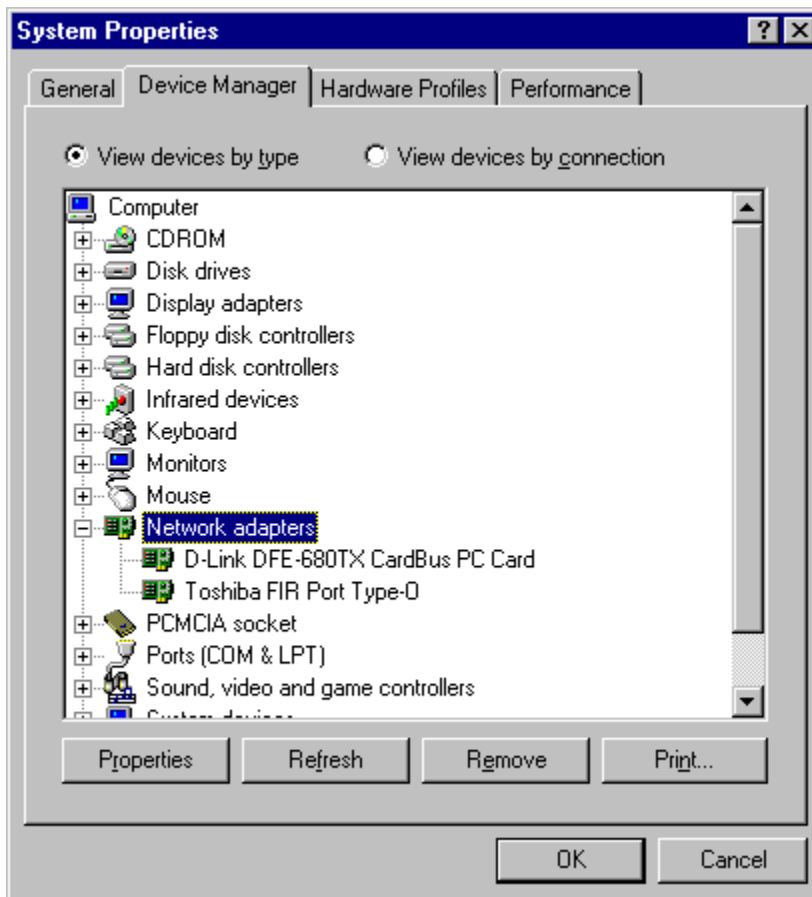 System Properties
General Device Manager Hardware Profiles Performance
View devices by type View devices by connection
Computer
CDROM
Disk drives
Display adapters
Floppy disk controllers
Hard disk controllers
Infrared devices
Keyboard
Monitors
Mouse
Network adapters
D-Link DFE-680TX CardBus PC Card
Toshiba FIR Port Type-O
PCMCIA socket
Ports (COM & LPT)
Sound, video and game controllers
System devices
Properties Refresh Remove Print...
OK Cancel